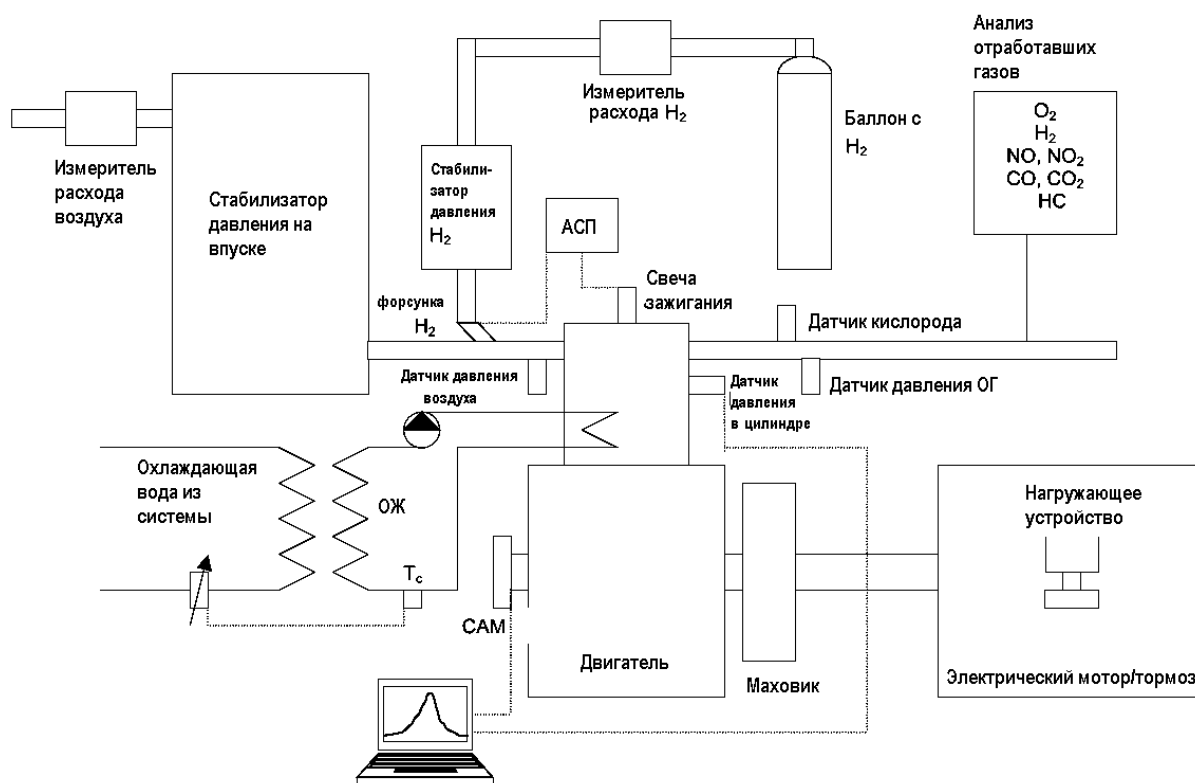 Измеритель
расхода
воздуха
Стабилизатор
давления на
впуске
Измеритель
расхода H₂
Стабили-
затор
давления
H₂
АСП
Баллон с
H₂
Анализ
отработавших
газов
O₂
H₂
NO, NO₂
CO, CO₂
HC
форсунка
H₂
Свеча
зажигания
Датчик кислорода
Датчик давления
воздуха
Датчик
давления
в цилиндре
Датчик давления ОГ
Охлаждающая
вода из
системы
ОЖ
Tс
САМ
Двигатель
Маховик
Нагружающее
устройство
Электрический мотор/тормоз